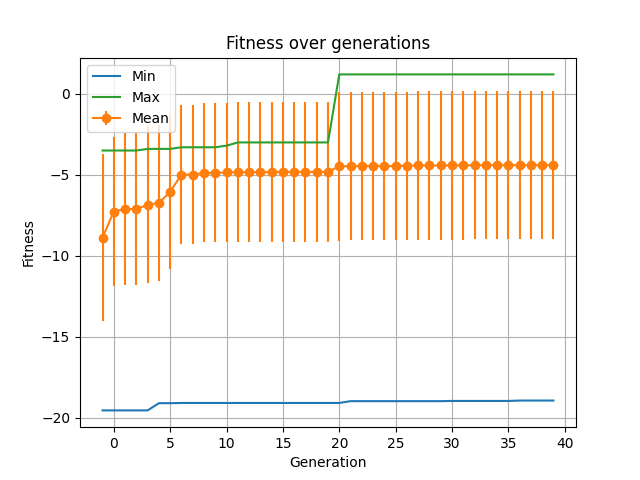 Fitness over generations
Min
Max
Mean
Fitness
0
−5
−10
−15
−20
0 5 10 15 20 25 30 35 40
Generation